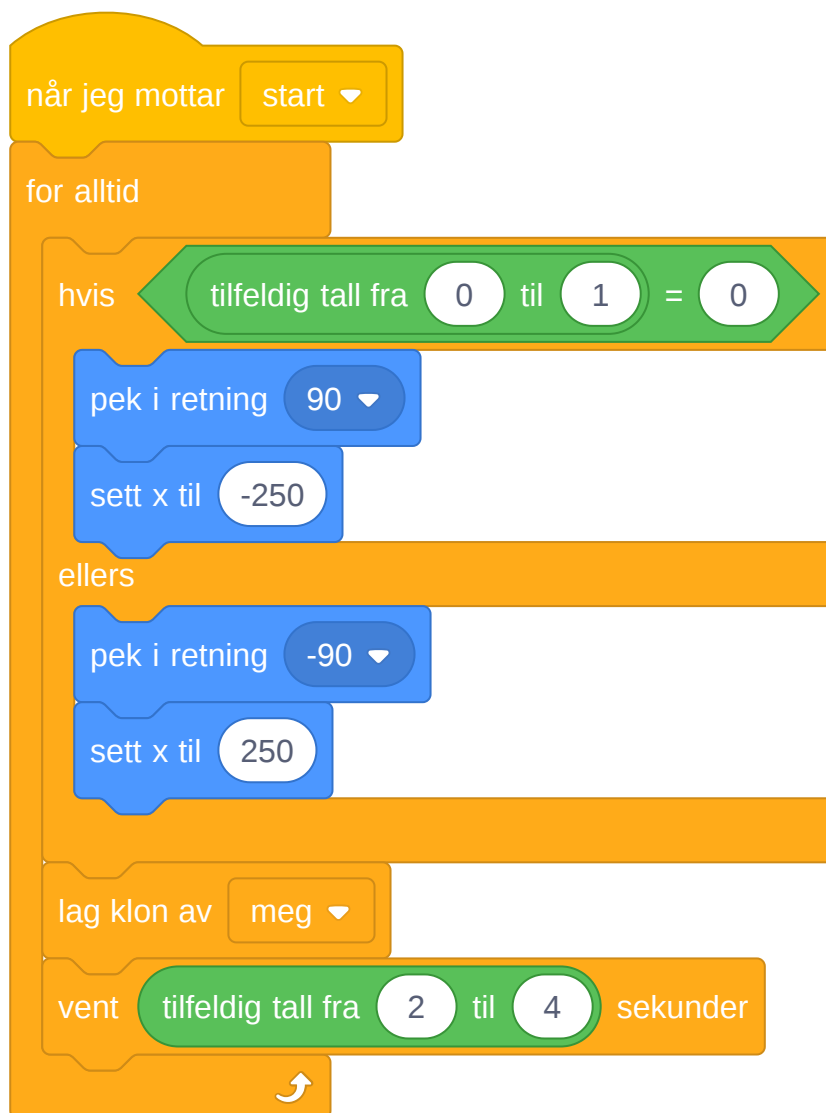 når jeg mottar start
for alltid
hvis tilfeldig tall fra 0 til 1 = 0
pek i retning 90
sett x til -250
ellers
pek i retning -90
sett x til 250
lag klon av meg
vent tilfeldig tall fra 2 til 4 sekunder